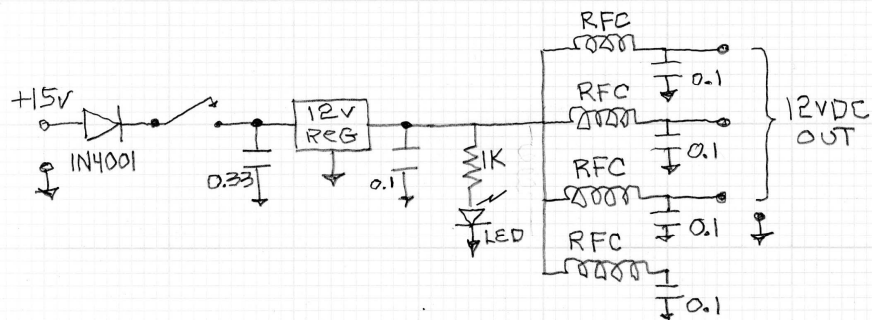 RFC
0.1
+15V
1N4001
0.33
12V
REG
0.1
1K
LED
RFC
0.1
RFC
0.1
RFC
0.1
12VDC
OUT